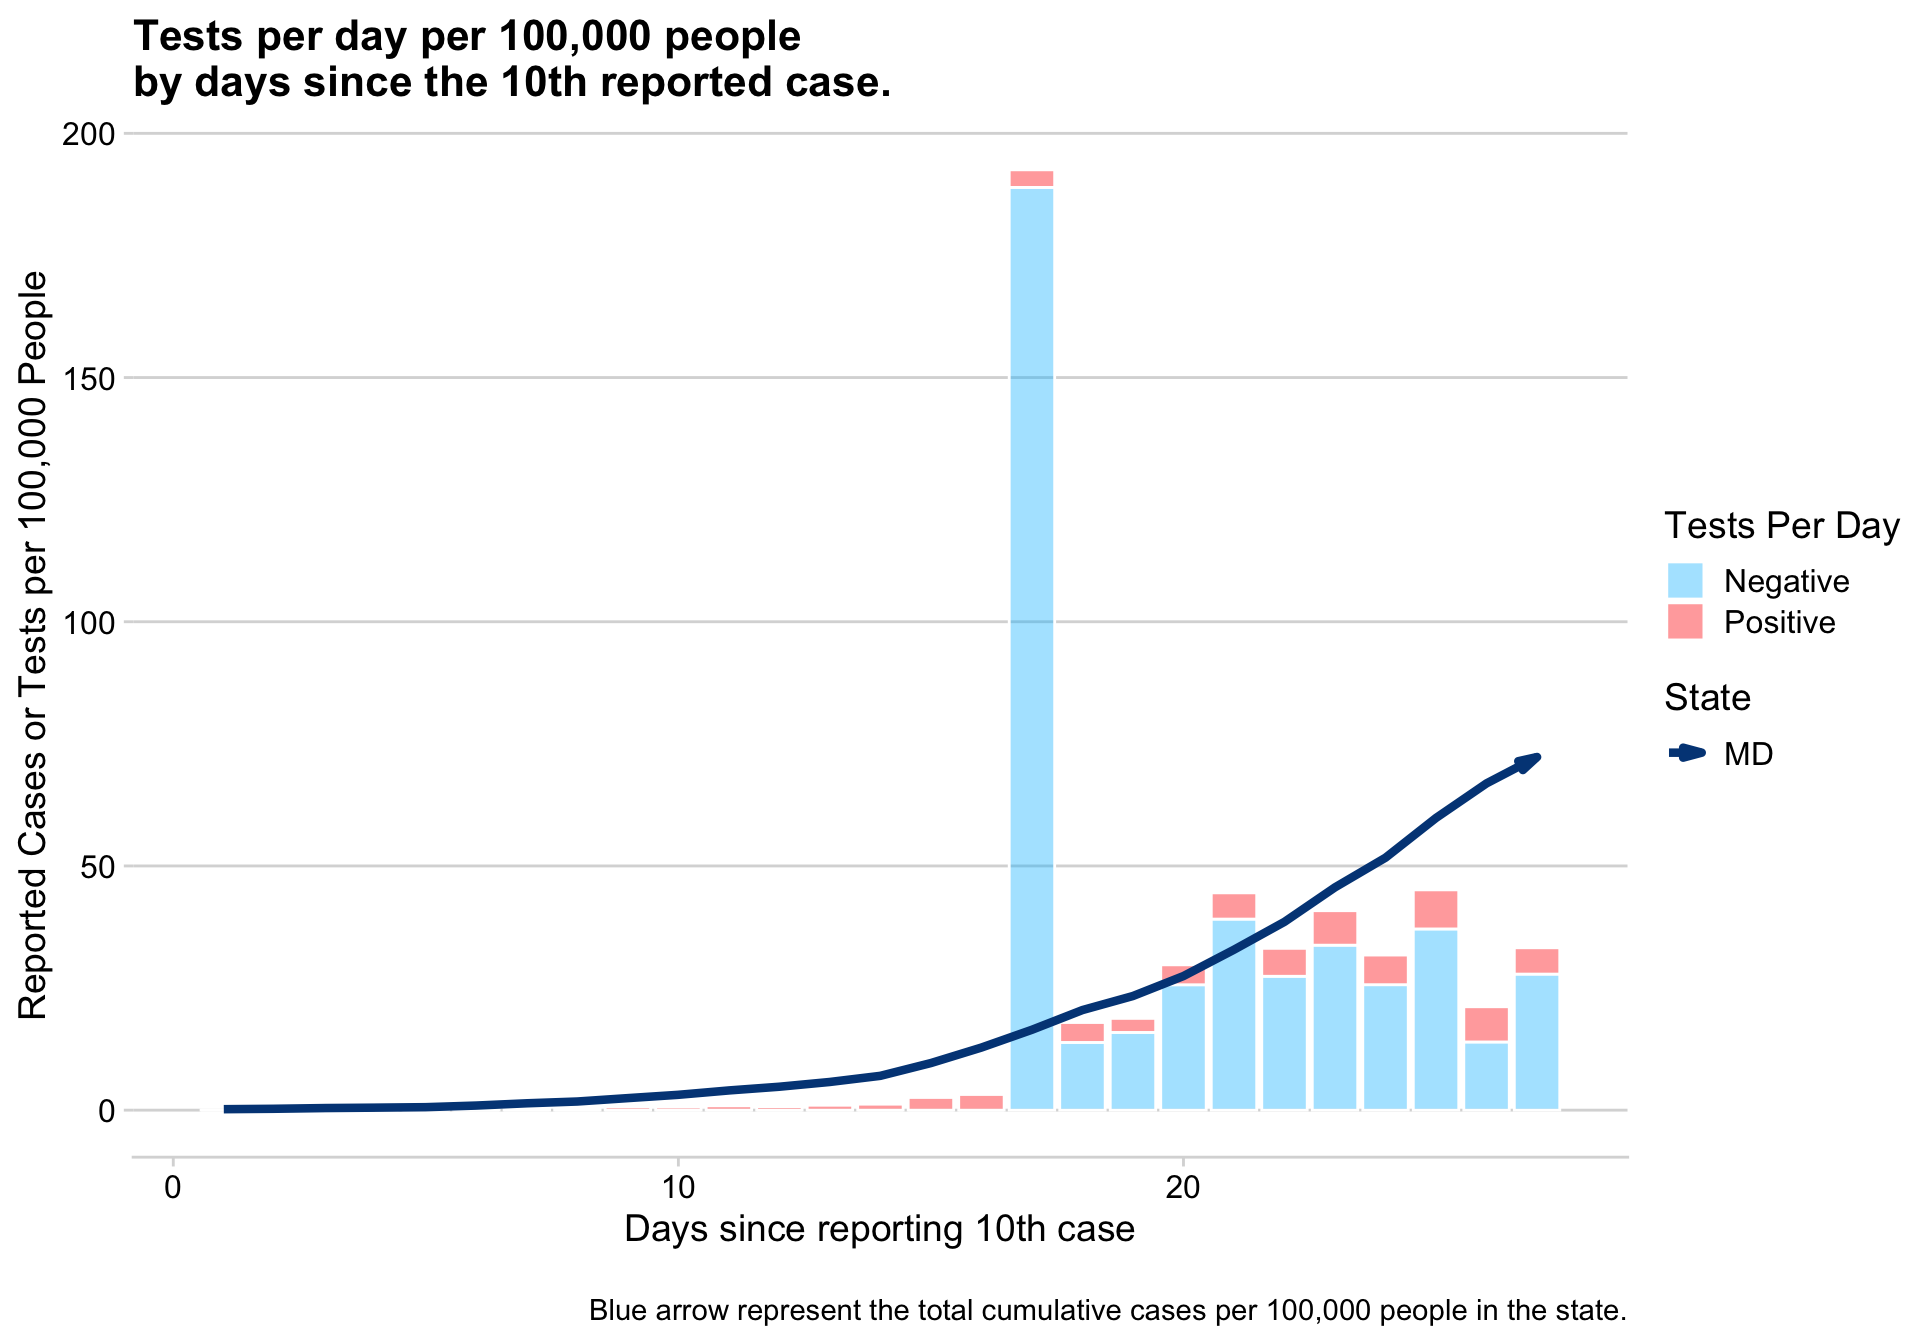 Tests per day per 100,000 people
by days since the 10th reported case.
Reported Cases or Tests per 100,000 People
200
150
100
50
0
0
10
20
Days since reporting 10th case
Tests Per Day
Negative
Positive
State
MD
Blue arrow represent the total cumulative cases per 100,000 people in the state.